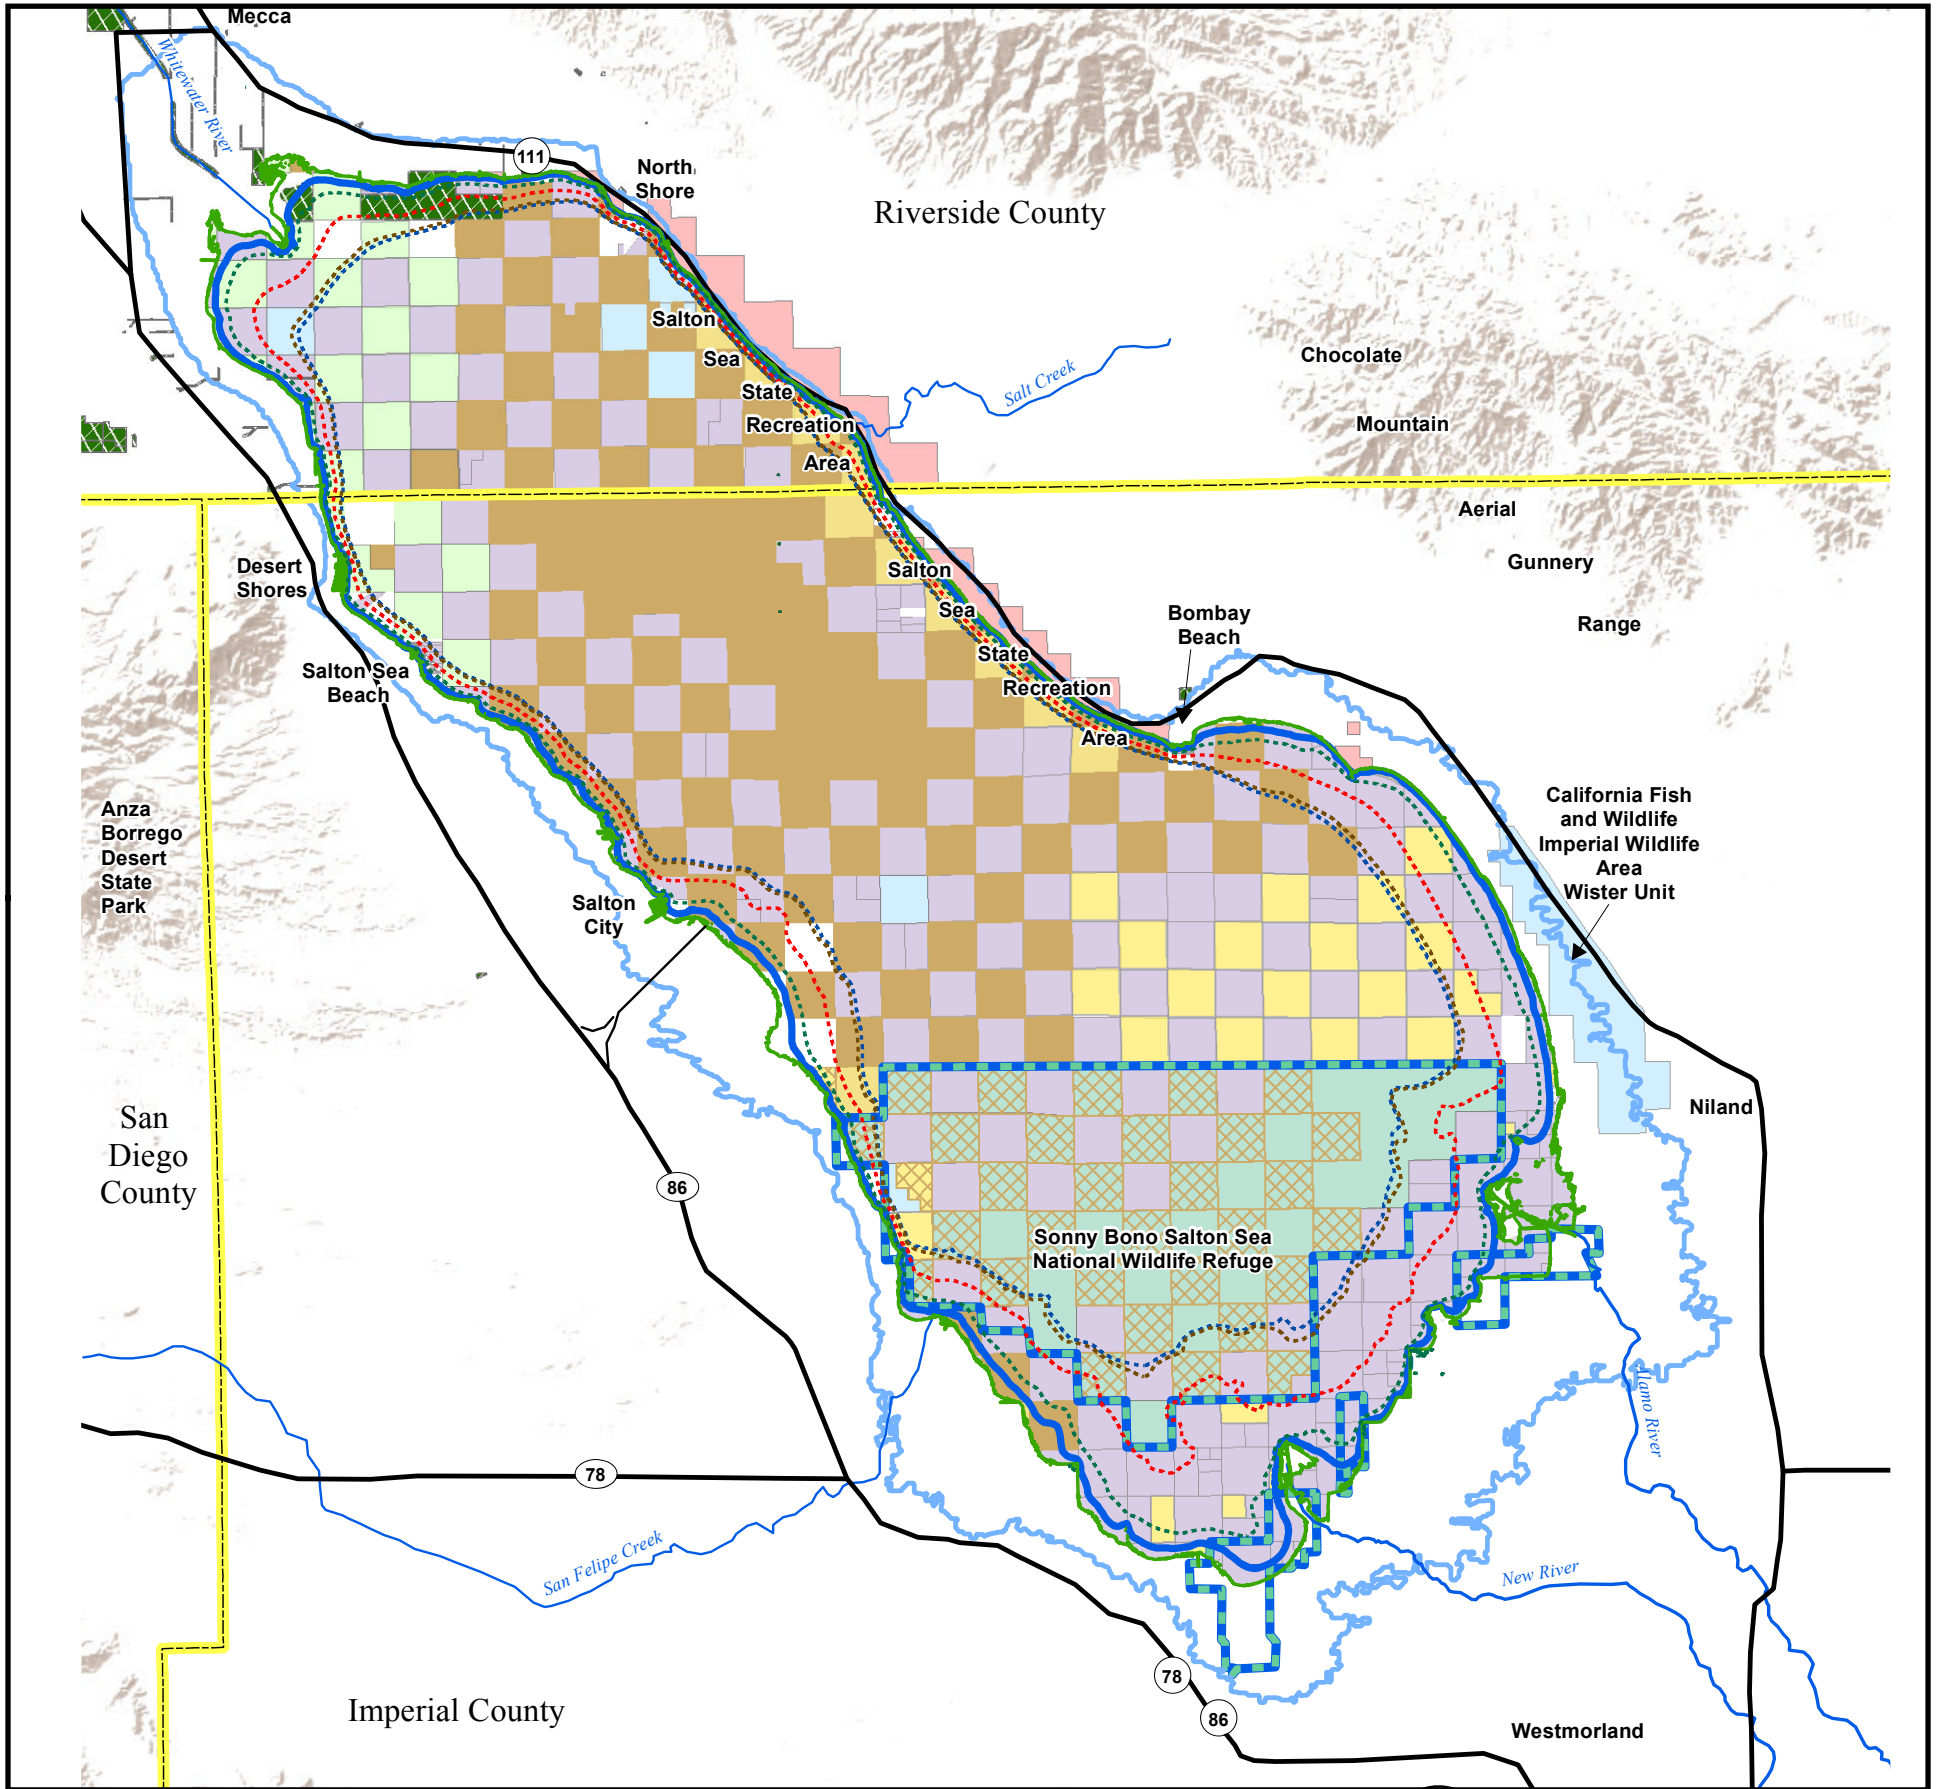 Mecca
Whitewater River
111
North
Shore
Riverside County
Salton
Sea
State
Recreation
Area
Salt Creek
Chocolate
Mountain
Aerial
Gunnery
Range
Desert
Shores
Salton
Sea
State
Recreation
Area
Bombay
Beach
Salton Sea
Beach
Anza
Borrego
Desert
State
Park
California Fish
and Wildlife
Imperial Wildlife
Area
Wister Unit
Salton
City
Niland
San
Diego
County
86
Sonny Bono Salton Sea
National Wildlife Refuge
Alamo River
78
San Felipe Creek
New River
78
86
Imperial County
Westmorland